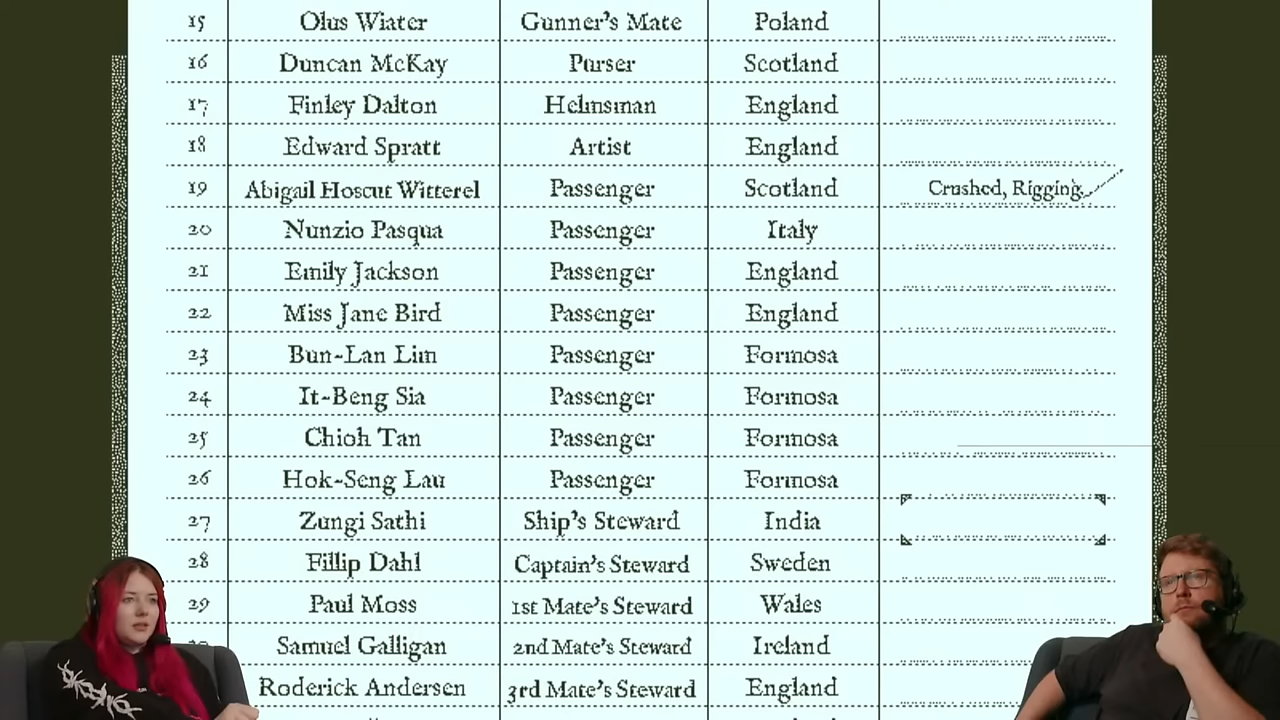 15 Olus Wiater Gunner's Mate Poland
16 Duncan McKay Purser Scotland
17 Finley Dalton Helmsman England
18 Edward Spratt Artist England
19 Abigail Hoscut Witterel Passenger Scotland Crushed, Rigging
20 Nunzio Pasqua Passenger Italy
21 Emily Jackson Passenger England
22 Miss Jane Bird Passenger England
23 Bun-Lan Lim Passenger Formosa
24 It-Beng Sia Passenger Formosa
25 Chioh Tan Passenger Formosa
26 Hok-Seng Lau Passenger Formosa
27 Zungi Sathi Ship's Steward India
28 Fillip Dahl Captain's Steward Sweden
29 Paul Moss 1st Mate's Steward Wales
Samuel Galligan 2nd Mate's Steward Ireland
Roderick Andersen 3rd Mate's Steward England